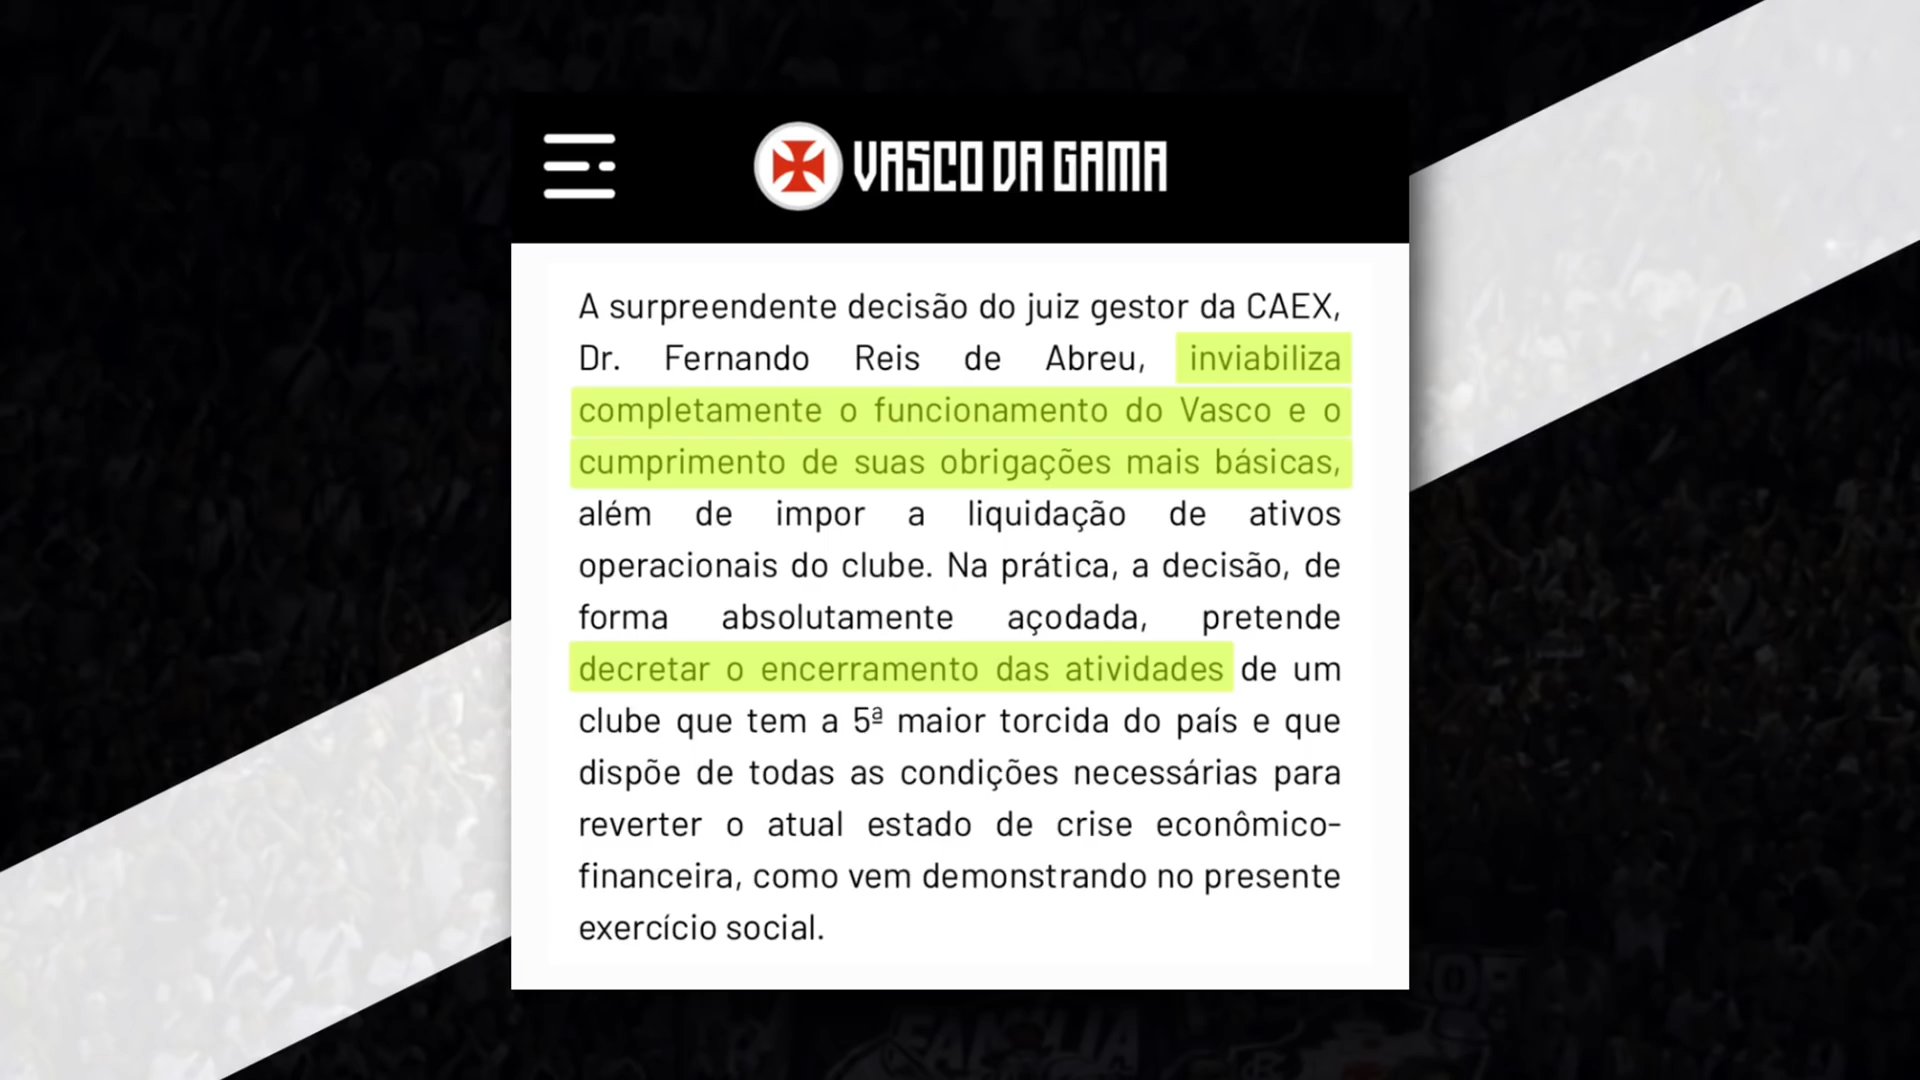 VASCO DA GAMA
A surpreendente decisão do juiz gestor da CAEX,
Dr. Fernando Reis de Abreu, inviabiliza
completamente o funcionamento do Vasco e o
cumprimento de suas obrigações mais básicas,
além de impor a liquidação de ativos
operacionais do clube. Na prática, a decisão, de
forma absolutamente açodada, pretende
decretar o encerramento das atividades de um
clube que tem a 5ª maior torcida do país e que
dispõe de todas as condições necessárias para
reverter o atual estado de crise econômico-
financeira, como vem demonstrando no presente
exercício social.
FAMÍLIA